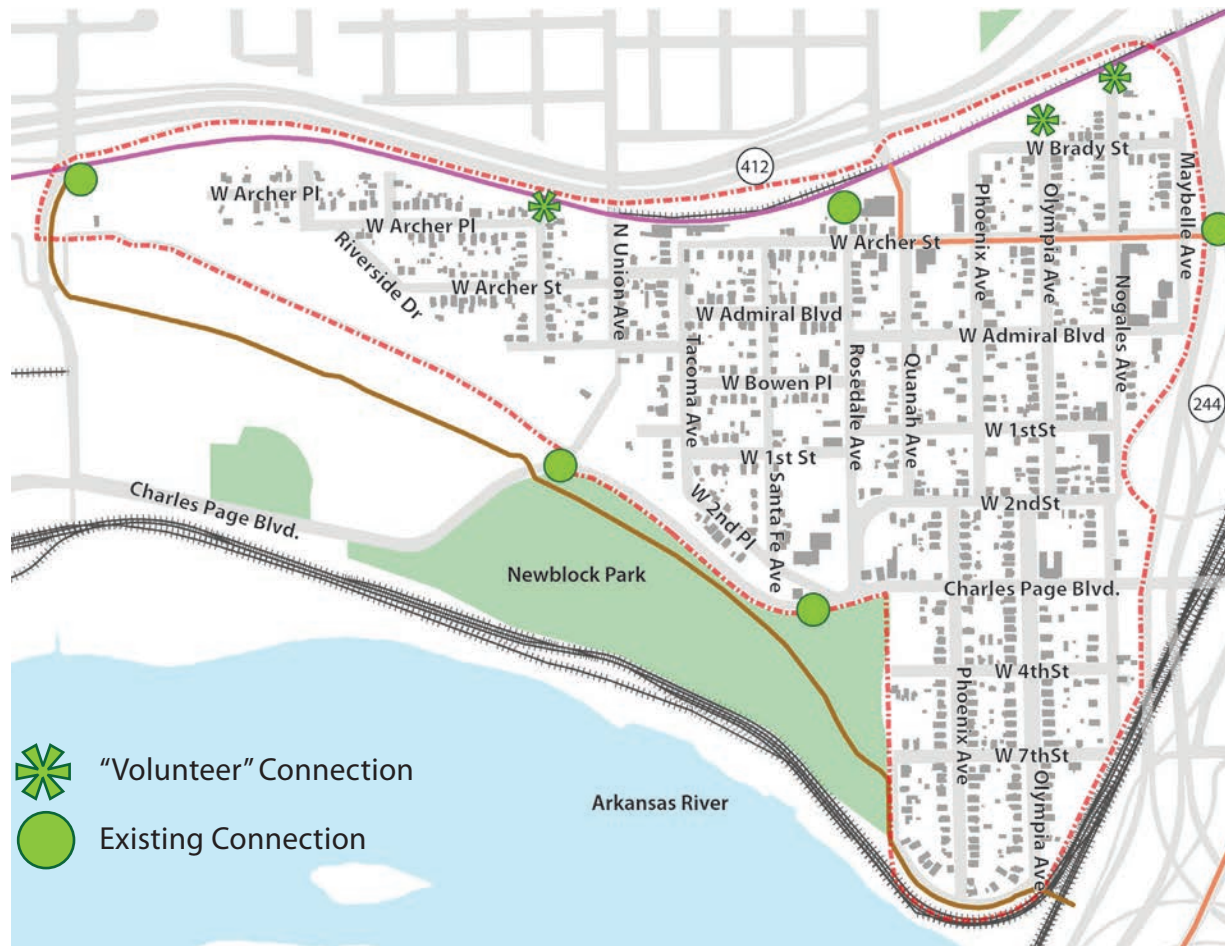 412
W Brady St
W Archer Pl
W Archer Pl
Riverside Dr
W Archer St
N Union Ave
W Archer St
Phoenix Ave
Olympia Ave
Maybelle Ave
Nogales Ave
W Admiral Blvd
W Admiral Blvd
Tacoma Ave
W Bowen Pl
Rosedale Ave
Quanah Ave
244
W 1stSt
W 1st St
Santa Fe Ave
W 2nd Pl
W 2ndSt
Charles Page Blvd.
Newblock Park
Charles Page Blvd.
W 4thSt
Phoenix Ave
W 7thSt
Olympia Ave
Arkansas River
“Volunteer” Connection
Existing Connection